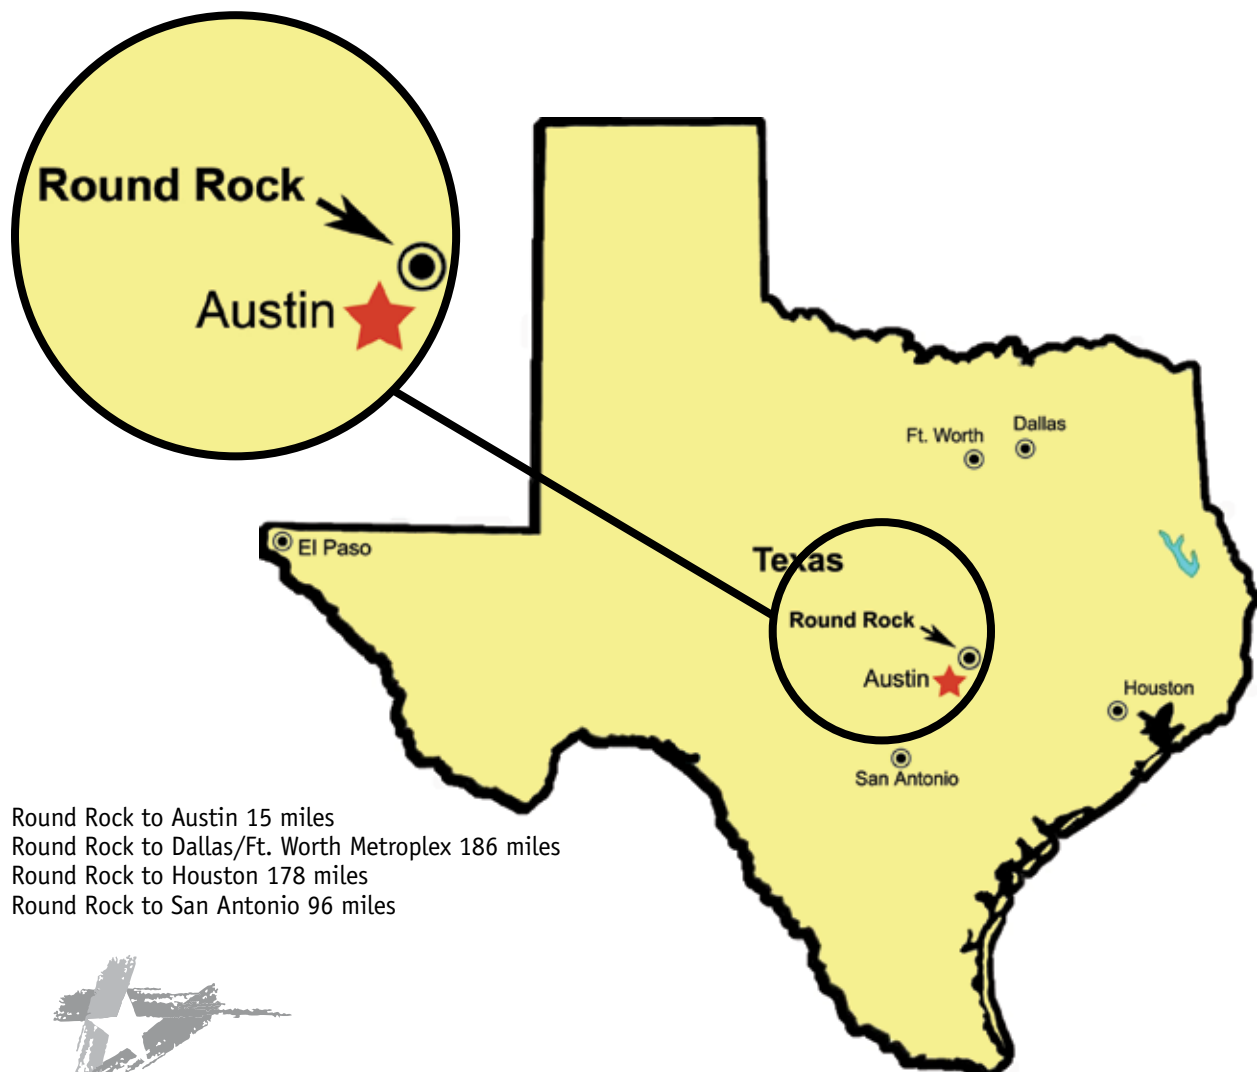 Round Rock
Austin
Ft. Worth
Dallas
El Paso
Texas
Round Rock
Austin
Houston
San Antonio
Round Rock to Austin 15 miles
Round Rock to Dallas/Ft. Worth Metroplex 186 miles
Round Rock to Houston 178 miles
Round Rock to San Antonio 96 miles